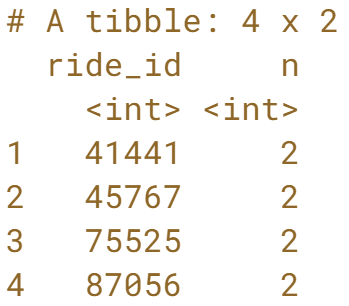 # A tibble: 4 x 2
  ride_id     n
    <int> <int>
1   41441     2
2   45767     2
3   75525     2
4   87056     2